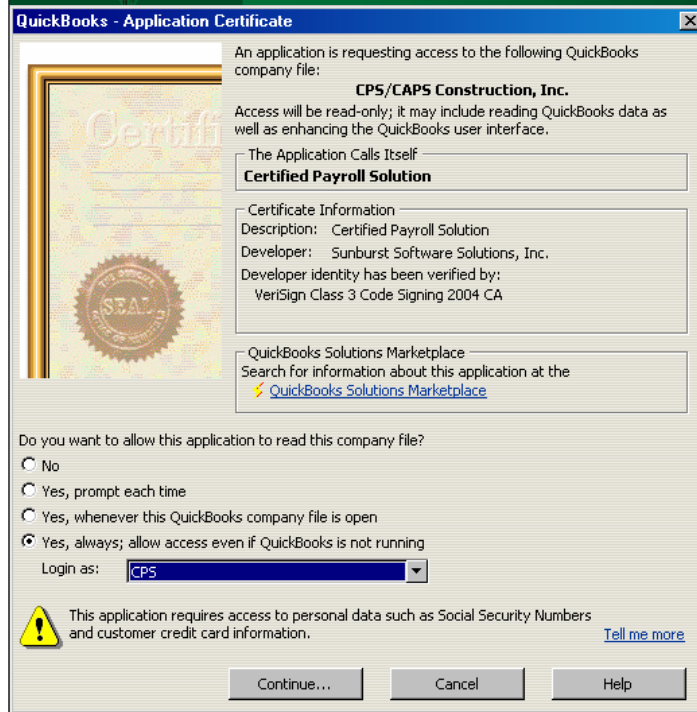 QuickBooks - Application Certificate
An application is requesting access to the following QuickBooks
company file:
CPS/CAPS Construction, Inc.
Access will be read-only; it may include reading QuickBooks data as
well as enhancing the QuickBooks user interface.
The Application Calls Itself
Certified Payroll Solution
Certificate Information
Description: Certified Payroll Solution
Developer: Sunburst Software Solutions, Inc.
Developer identity has been verified by:
VeriSign Class 3 Code Signing 2004 CA
QuickBooks Solutions Marketplace
Search for information about this application at the
QuickBooks Solutions Marketplace
Certifi
SEAL
Do you want to allow this application to read this company file?
No
Yes, prompt each time
Yes, whenever this QuickBooks company file is open
Yes, always; allow access even if QuickBooks is not running
Login as: CPS
This application requires access to personal data such as Social Security Numbers
and customer credit card information.
Tell me more
Continue... Cancel Help